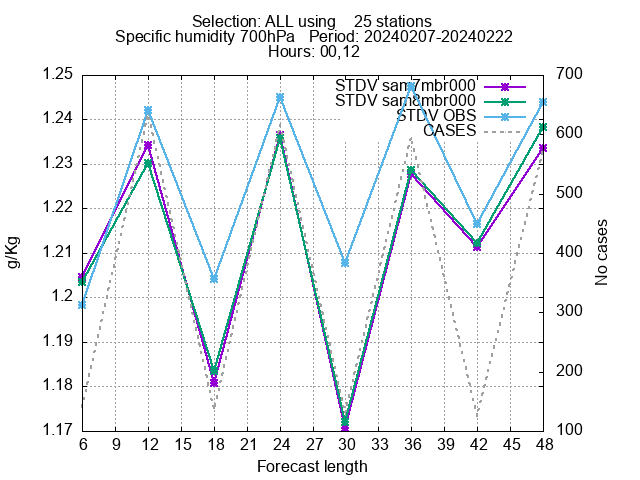 Selection: ALL using    25 stations
Specific humidity 700hPa   Period: 20240207-20240222
Hours: 00,12
STDV sam7mbr000
STDV sam8mbr000
STDV OBS
CASES
1.25
1.24
1.23
1.22
1.21
1.2
1.19
1.18
1.17
g/Kg
700
600
500
400
300
200
100
No cases
6 9 12 15 18 21 24 27 30 33 36 39 42 45 48
Forecast length